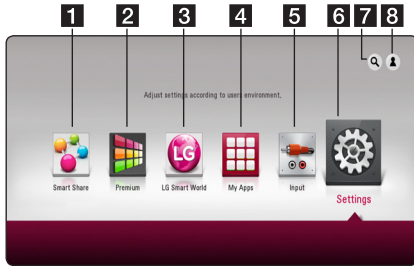 1 2 3 4 5 6 7 8
Adjust settings according to users environment.
LG
Smart Share Premium LG Smart World My Apps Input Settings